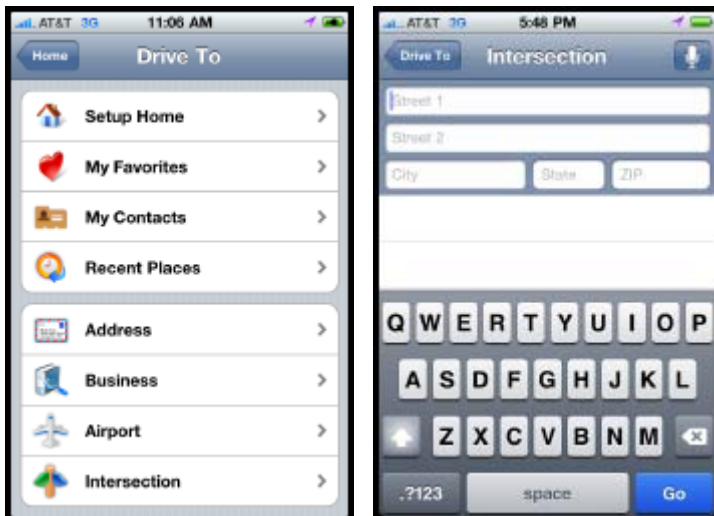 AT&T 3G 11:06 AM
Home Drive To
Setup Home
My Favorites
My Contacts
Recent Places
Address
Business
Airport
Intersection
AT&T 3G 5:48 PM
Drive To Intersection
Street 1
Street 2
City State ZIP
Q W E R T Y U I O P
A S D F G H J K L
Z X C V B N M
.?123 space Go